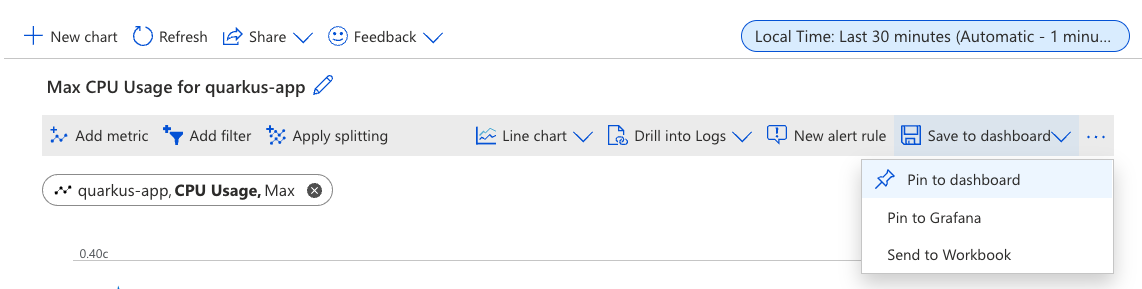 New chart Refresh Share Feedback Local Time: Last 30 minutes (Automatic - 1 minu...
Max CPU Usage for quarkus-app
Add metric Add filter Apply splitting Line chart Drill into Logs New alert rule Save to dashboard ...
Pin to dashboard
quarkus-app, CPU Usage, Max
Pin to Grafana
0.40c
Send to Workbook